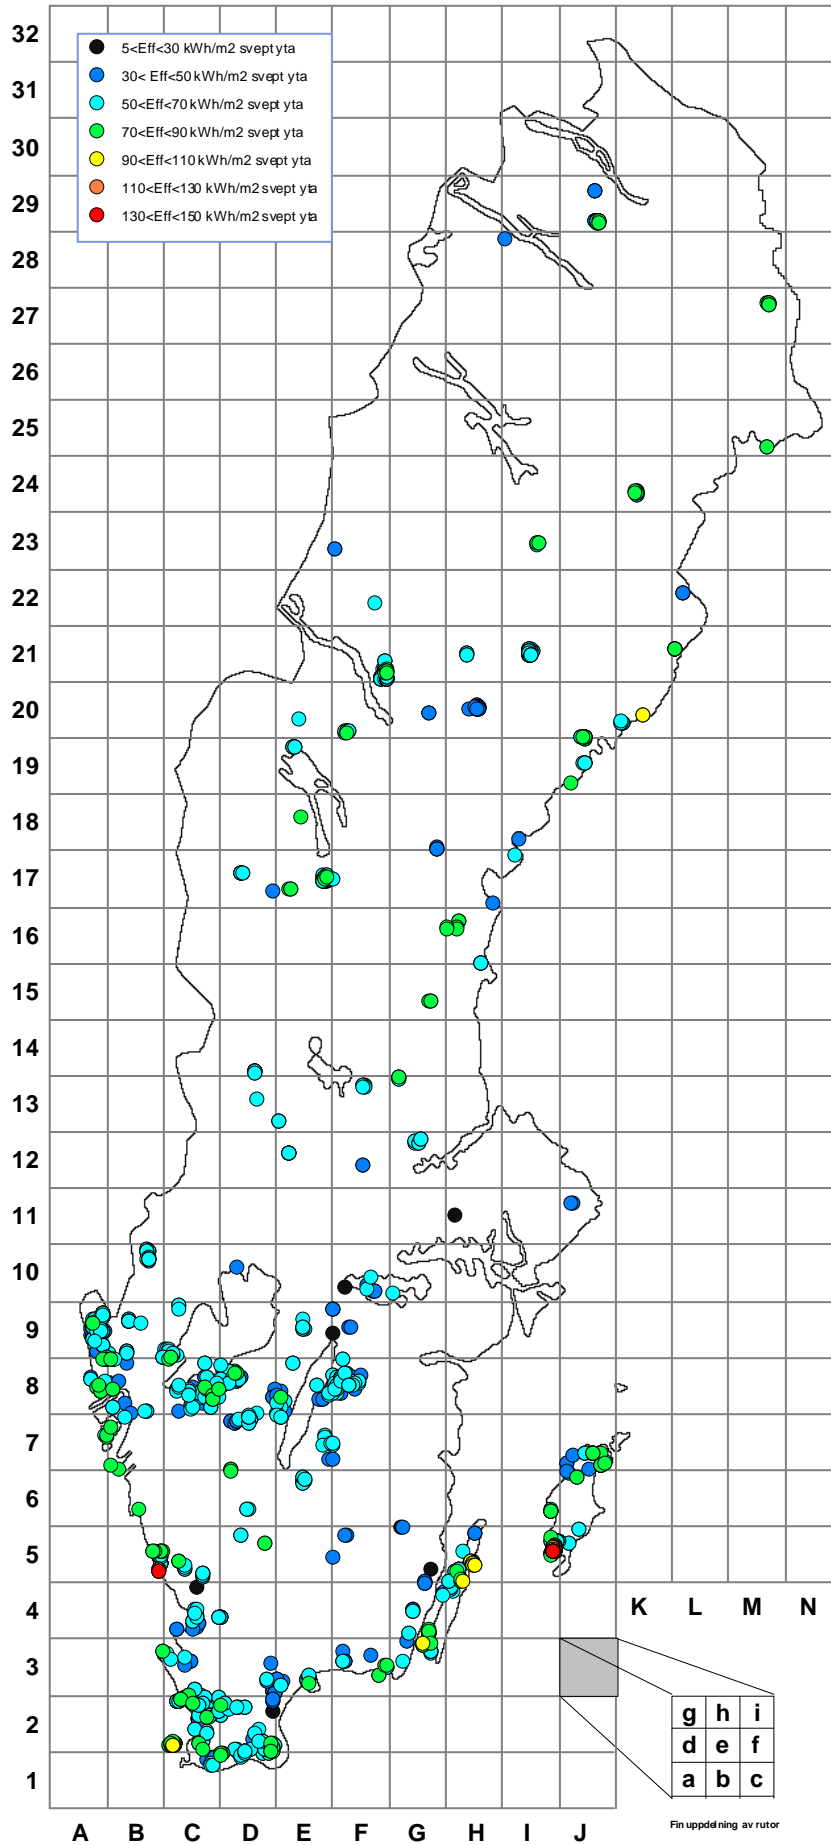 32
5<Eff<30 kWh/m2 svept yta
30< Eff<50 kWh/m2 svept yta
50<Eff<70 kWh/m2 svept yta
70<Eff<90 kWh/m2 svept yta
90<Eff<110 kWh/m2 svept yta
110<Eff<130 kWh/m2 svept yta
130<Eff<150 kWh/m2 svept yta
31
30
29
28
27
26
25
24
23
22
21
20
19
18
17
16
15
14
13
12
11
10
9
8
7
6
5
4
K L M N
3
2
g h i
d e f
a b c
1
Fin uppdelning av rutor
A B C D E F G H I J